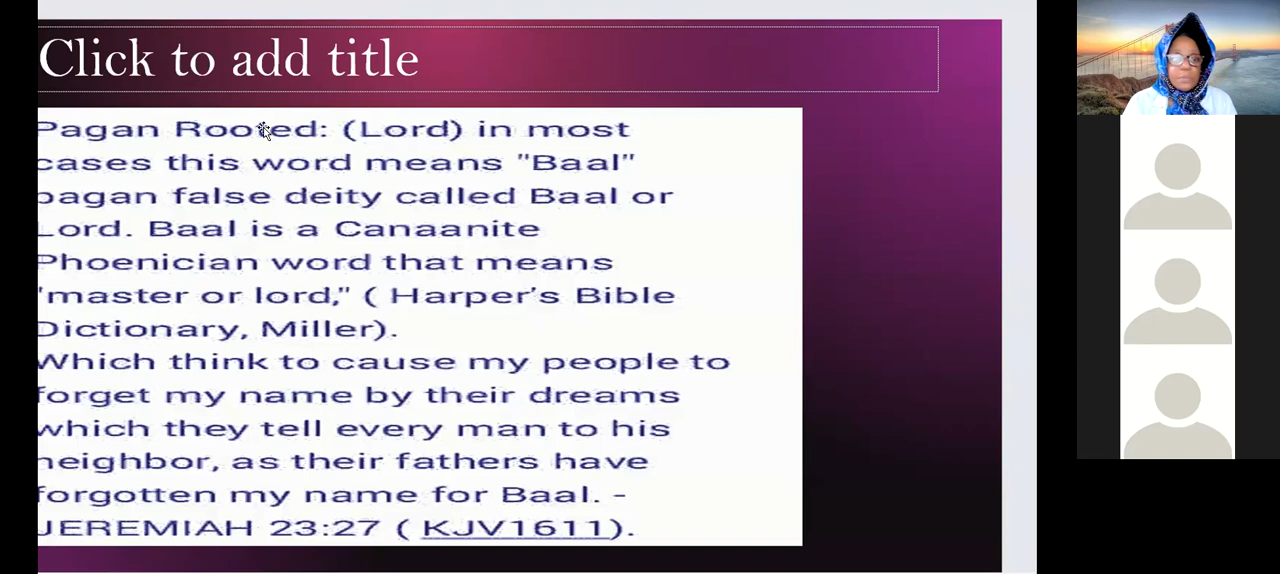 Click to add title
Pagan Rooted: (Lord) in most
cases this word means "Baal"
pagan false deity called Baal or
Lord. Baal is a Canaanite
Phoenician word that means
"master or lord," ( Harper's Bible
Dictionary, Miller).
Which think to cause my people to
forget my name by their dreams
which they tell every man to his
neighbor, as their fathers have
forgotten my name for Baal. -
JEREMIAH 23:27 ( KJV1611).